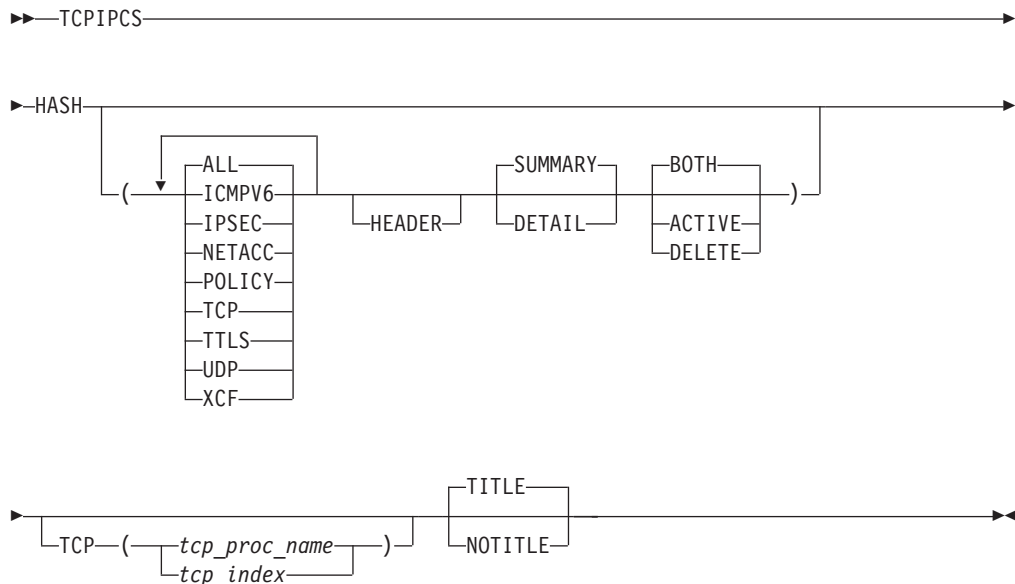 TCPIPCS
HASH
( ALL HEADER SUMMARY BOTH )
ICMPV6 DETAIL ACTIVE
IPSEC DELETE
NETACC
POLICY
TCP
TTLS
UDP
XCF
TCP ( tcp_proc_name ) TITLE
tcp_index NOTITLE